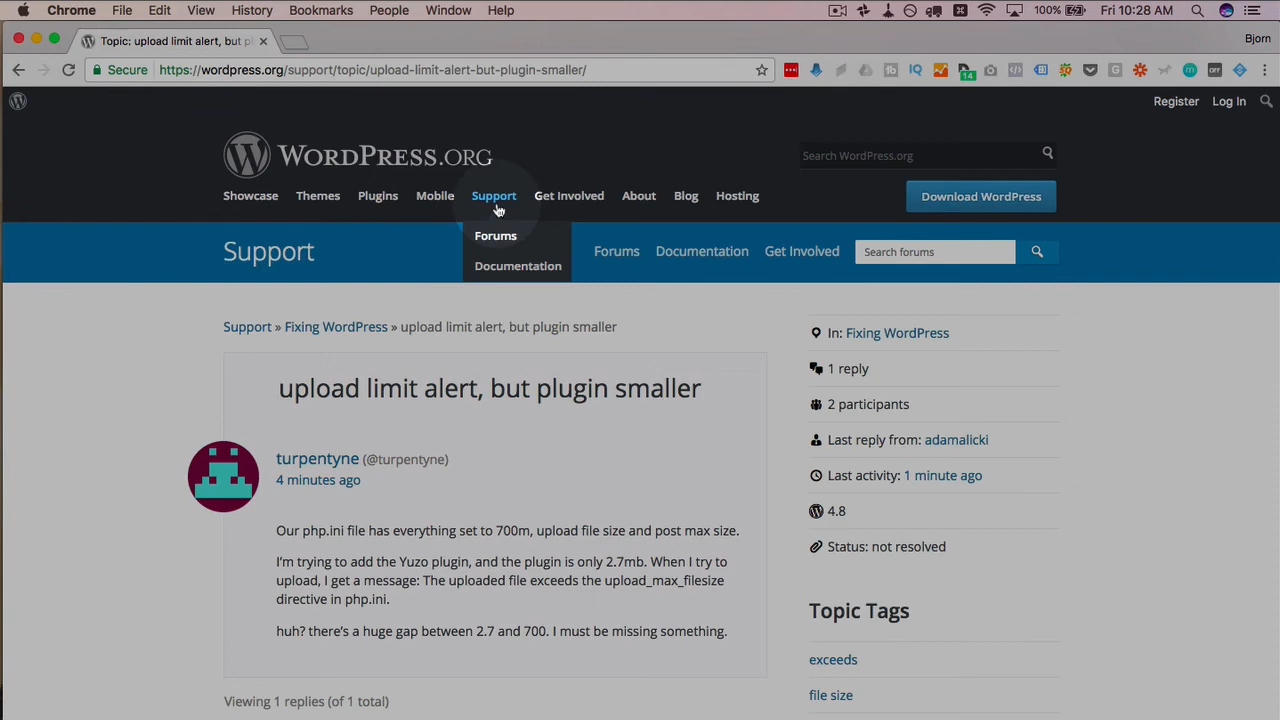 Chrome File Edit View History Bookmarks People Window Help 100% Fri 10:28 AM
Topic: upload limit alert, but p Bjorn
Secure https://wordpress.org/support/topic/upload-limit-alert-but-plugin-smaller/
Register Log In
WORDPRESS.ORG Search WordPress.org
Showcase Themes Plugins Mobile Support Get Involved About Blog Hosting Download WordPress
Forums
Support Forums Documentation Get Involved Search forums
Documentation
Support » Fixing WordPress » upload limit alert, but plugin smaller
In: Fixing WordPress
1 reply
upload limit alert, but plugin smaller
2 participants
Last reply from: adamalicki
turpentyne (@turpentyne)
4 minutes ago
Last activity: 1 minute ago
4.8
Our php.ini file has everything set to 700m, upload file size and post max size.
Status: not resolved
I'm trying to add the Yuzo plugin, and the plugin is only 2.7mb. When I try to
upload, I get a message: The uploaded file exceeds the upload_max_filesize
directive in php.ini.
Topic Tags
huh? there's a huge gap between 2.7 and 700. I must be missing something.
exceeds
file size
Viewing 1 replies (of 1 total)